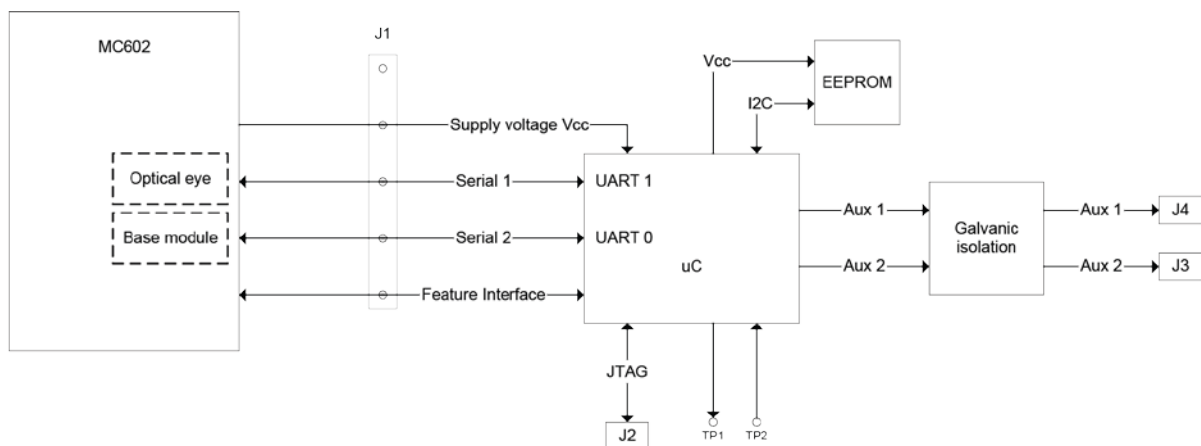 MC602
J1
Vcc
EEPROM
I2C
Supply voltage Vcc
Optical eye
Serial 1
UART 1
Base module
Serial 2
UART 0
uC
Aux 1
Aux 2
Galvanic
isolation
Aux 1
J4
Aux 2
J3
Feature Interface
JTAG
J2
TP1
TP2